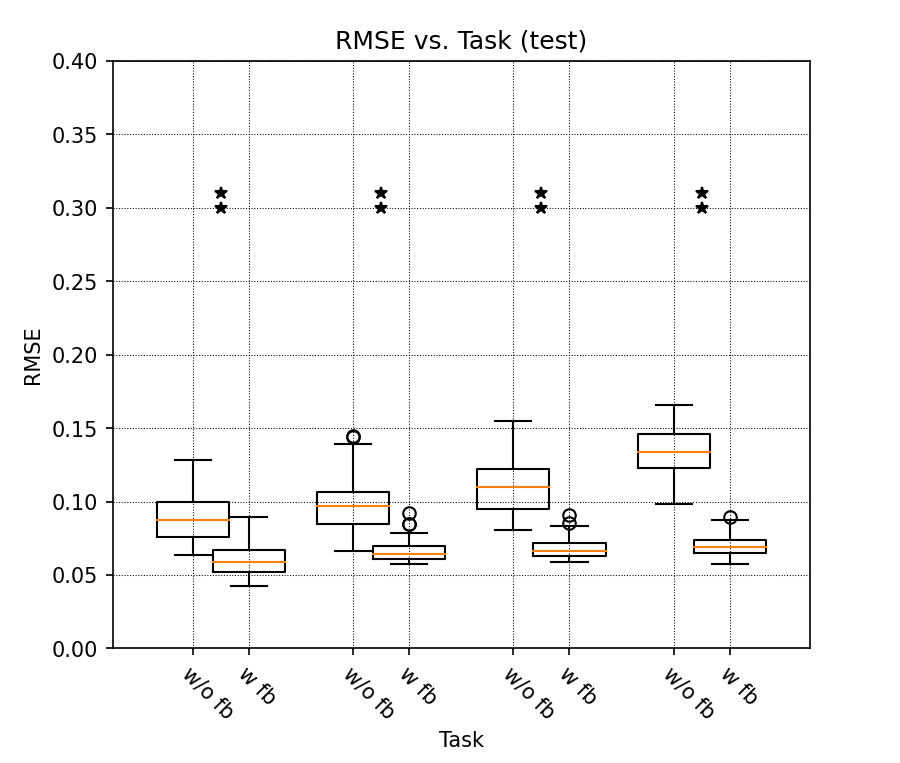 RMSE vs. Task (test)
0.40
0.35
0.30
0.25
0.20
0.15
0.10
0.05
0.00
RMSE
w/o fb
w fb
w/o fb
w fb
w/o fb
w fb
w/o fb
w fb
Task